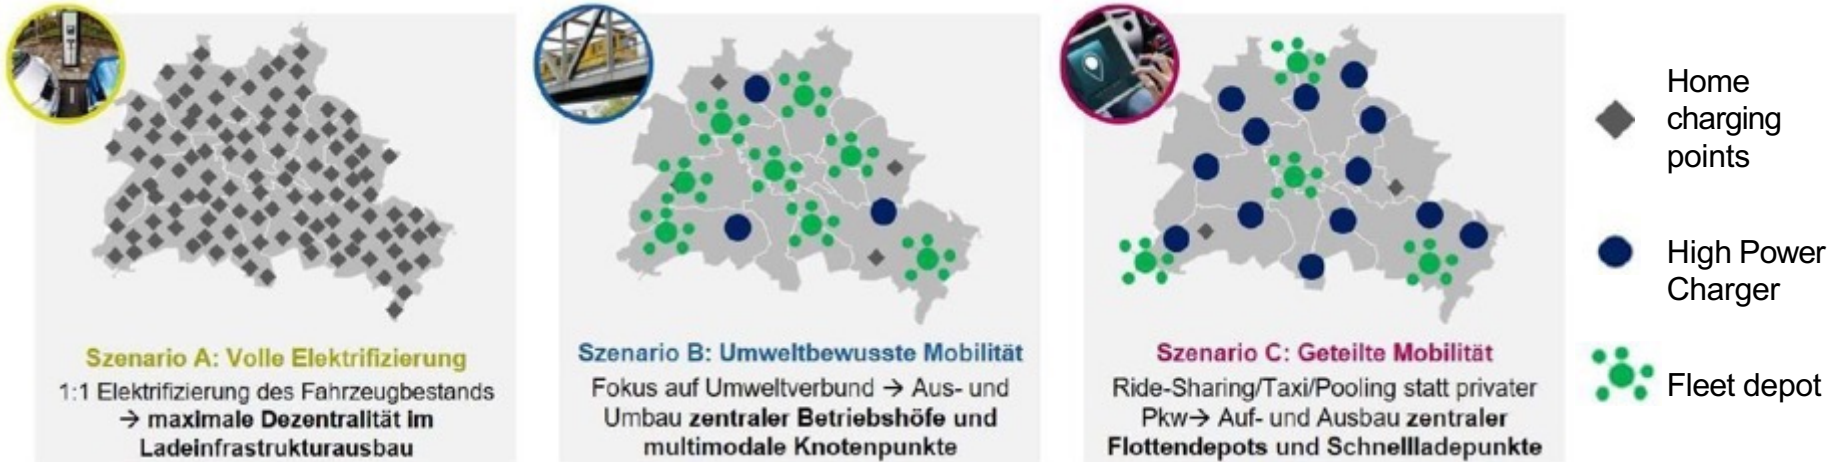 Szenario A: Volle Elektrifizierung
1:1 Elektrifizierung des Fahrzeugbestands
→ maximale Dezentralität im
Ladeinfrastrukturausbau
Szenario B: Umweltbewusste Mobilität
Fokus auf Umweltverbund → Aus- und
Umbau zentraler Betriebshöfe und
multimodale Knotenpunkte
Szenario C: Geteilte Mobilität
Ride-Sharing/Taxi/Pooling statt privater
Pkw→ Auf- und Ausbau zentraler
Flottendepots und Schnellladepunkte
Home
charging
points
High Power
Charger
Fleet depot